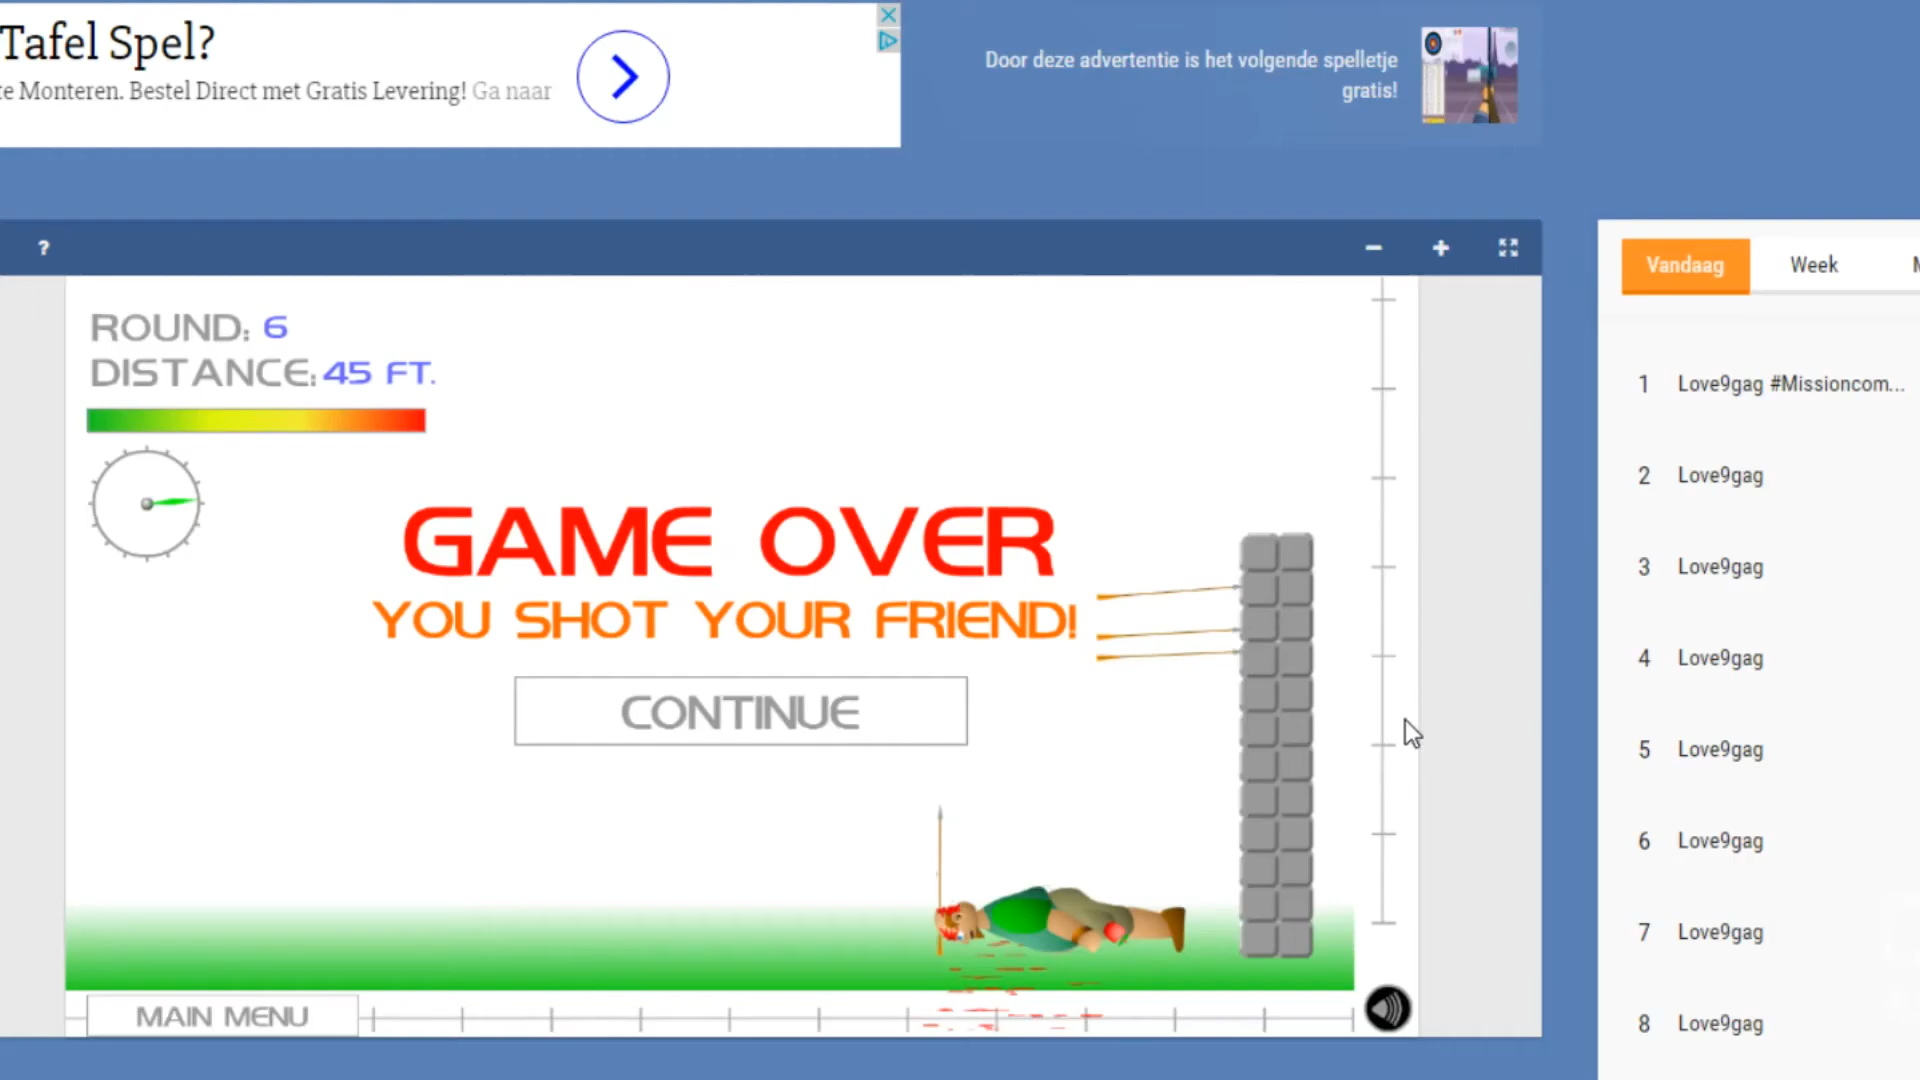 Tafel Spel?
te Monteren. Bestel Direct met Gratis Levering! Ga naar
Door deze advertentie is het volgende spelletje
gratis!
?
ROUND: 6
DISTANCE: 45 FT.
GAME OVER
YOU SHOT YOUR FRIEND!
CONTINUE
MAIN MENU
Vandaag Week M
1 Love9gag #Missioncom...
2 Love9gag
3 Love9gag
4 Love9gag
5 Love9gag
6 Love9gag
7 Love9gag
8 Love9gag